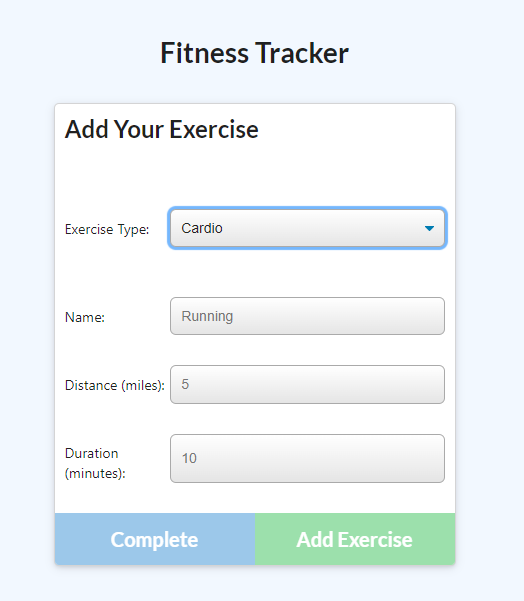 Fitness Tracker
Add Your Exercise
Exercise Type: Cardio
Name: Running
Distance (miles): 5
Duration
(minutes): 10
Complete Add Exercise